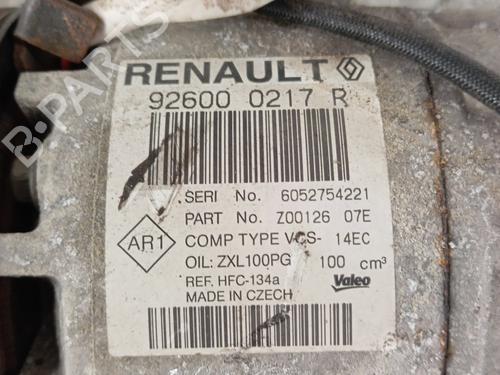 RENAULT
92600 0217 R
SERI No. 6052754221
PART No. Z00126 07E
AR1
COMP TYPE VCS- 14EC
OIL: ZXL100PG 100 cm³
REF. HFC-134a
MADE IN CZECH
Valeo
B-PARTS